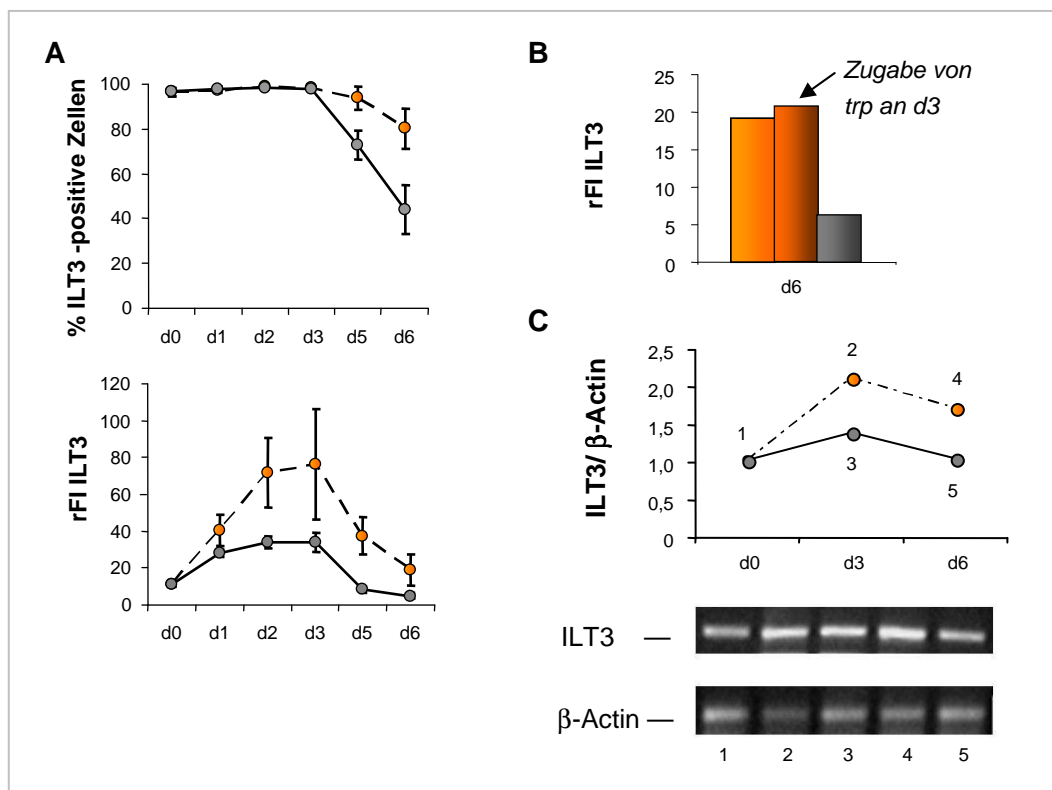 A
% ILT3 -positive Zellen
100
80
60
40
20
0
d0 d1 d2 d3 d5 d6
rFI ILT3
120
100
80
60
40
20
0
d0 d1 d2 d3 d5 d6
B
rFI ILT3
25
20
15
10
5
0
Zugabe von
trp an d3
d6
C
ILT3/ β-Actin
2,5
2,0
1,5
1,0
0,5
0
1
2
3
4
5
d0 d3 d6
ILT3 —
β-Actin —
1 2 3 4 5